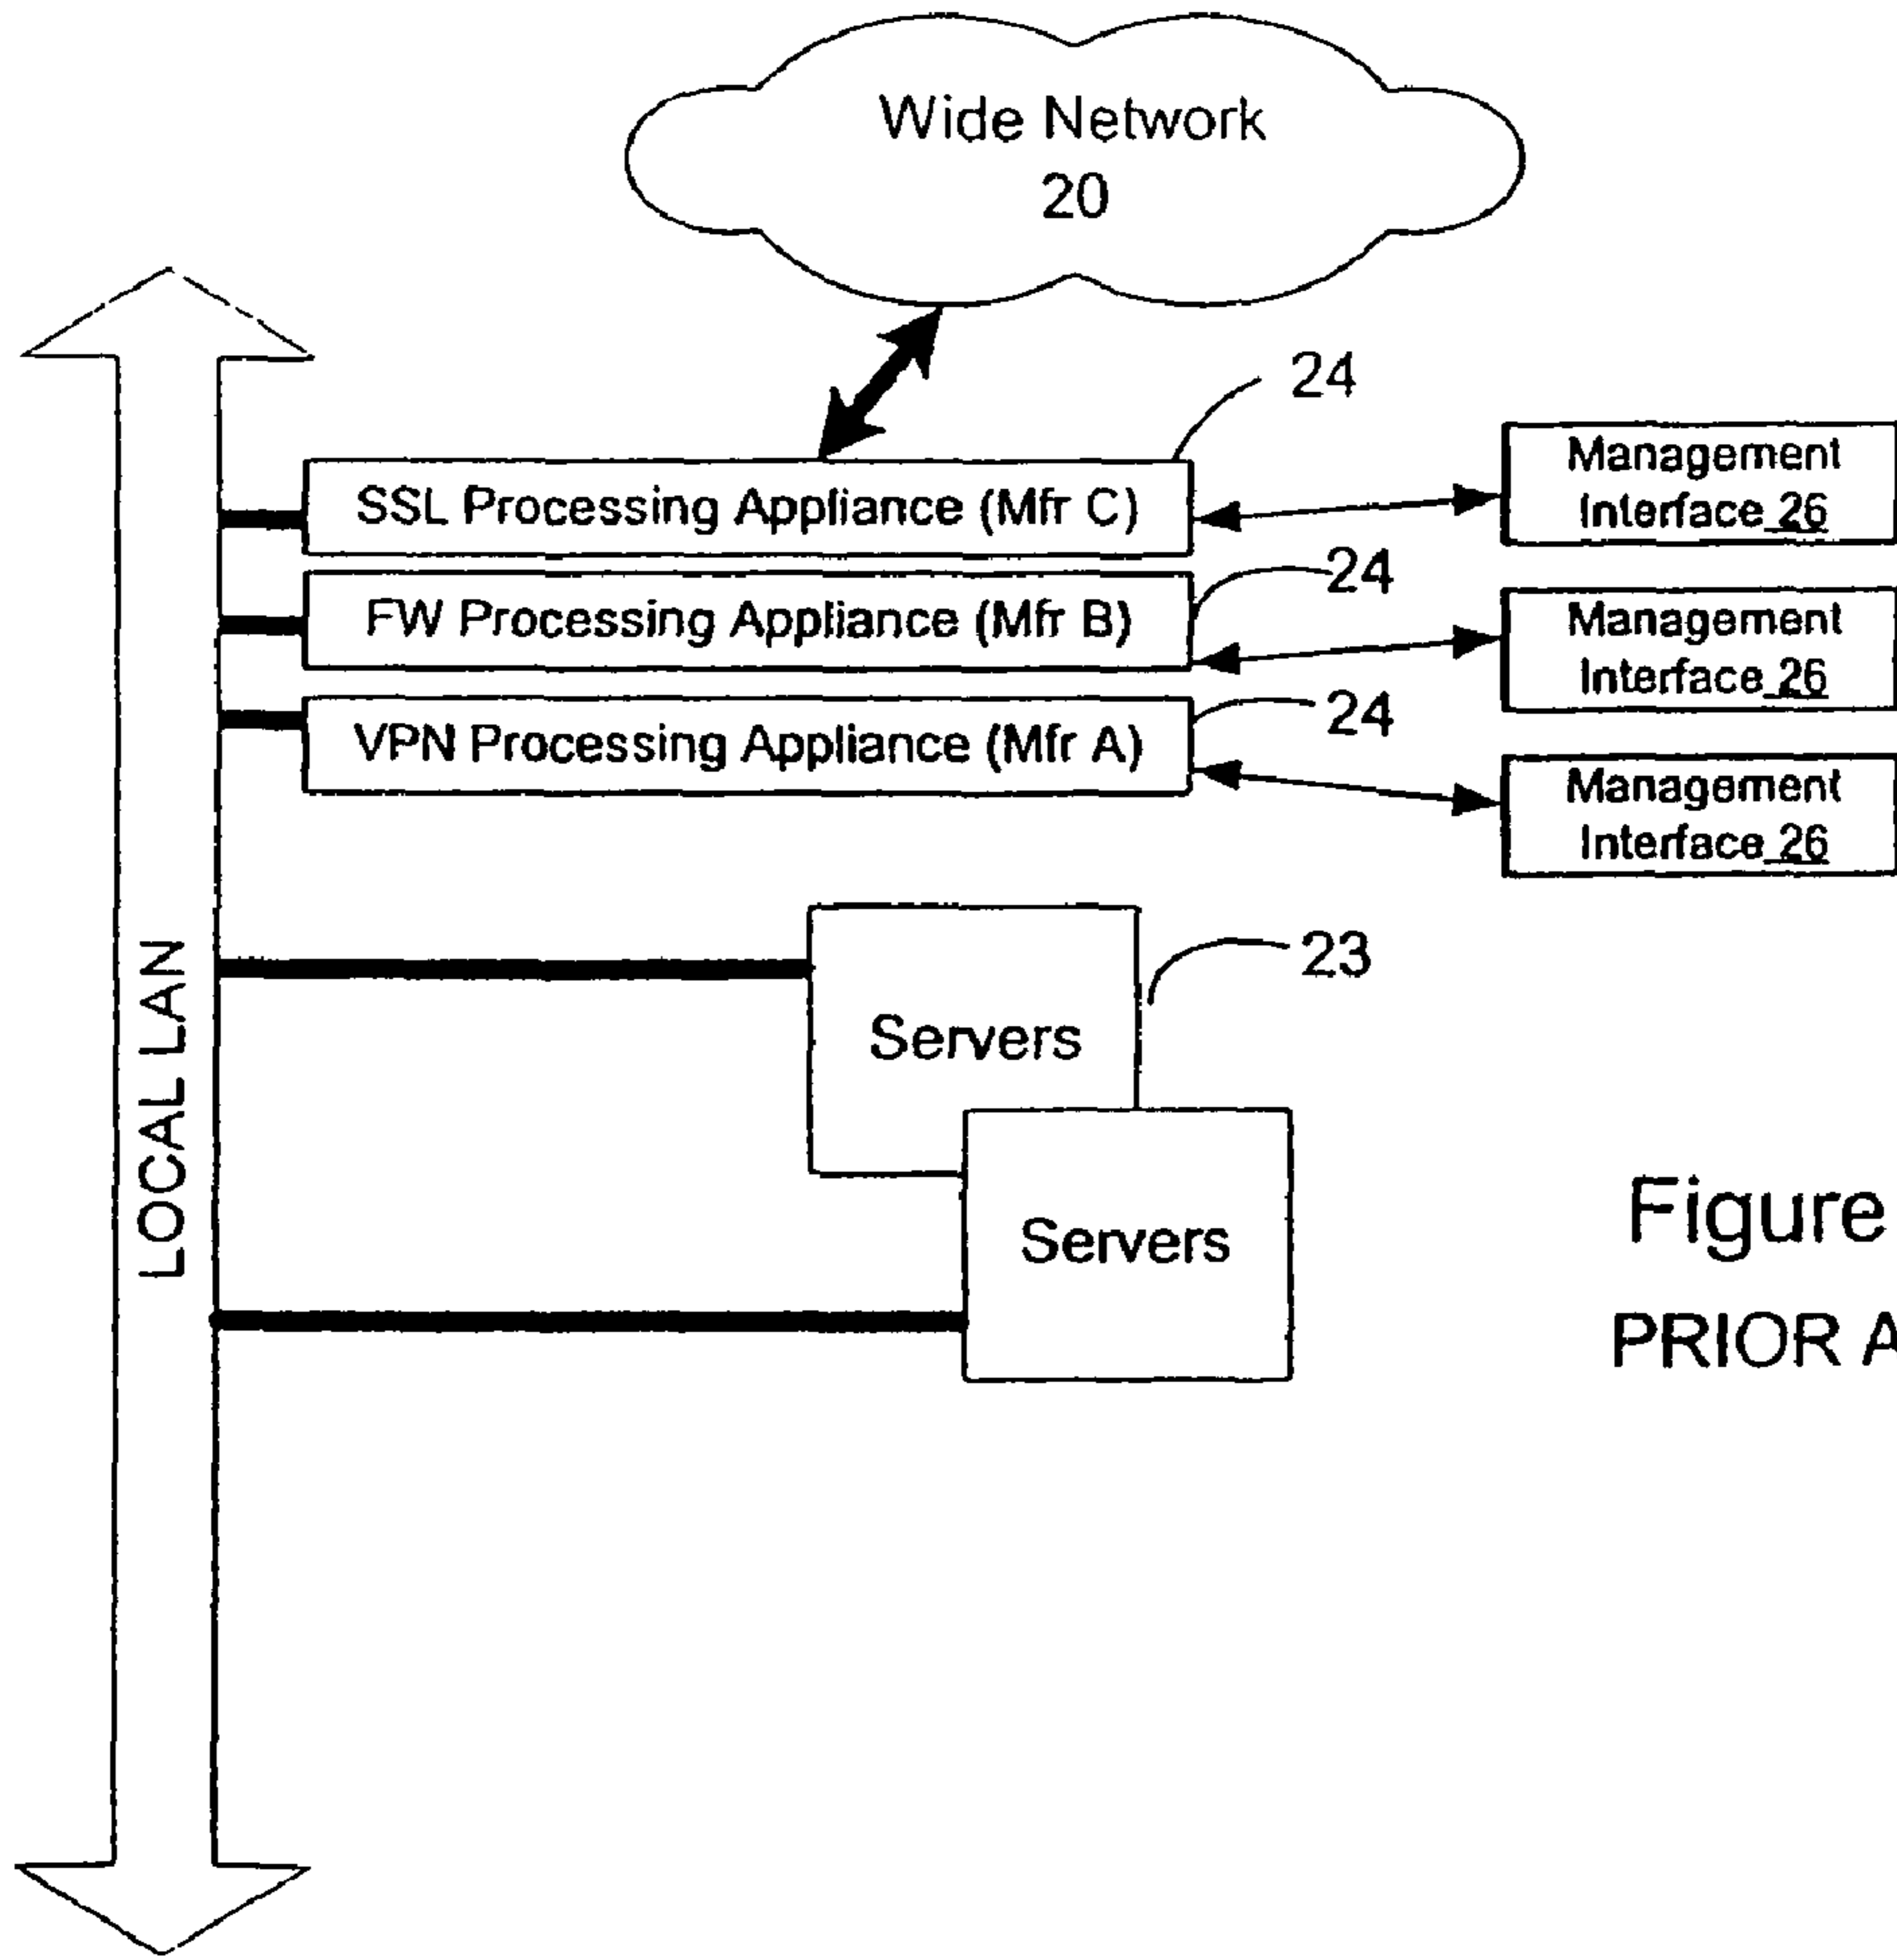 Wide Network
20
24
SSL Processing Appliance (Mfr C)
Management
Interface 26
24
FW Processing Appliance (Mfr B)
Management
Interface 26
24
VPN Processing Appliance (Mfr A)
Management
Interface 26
LOCAL LAN
23
Servers
Servers
Figure
PRIOR A